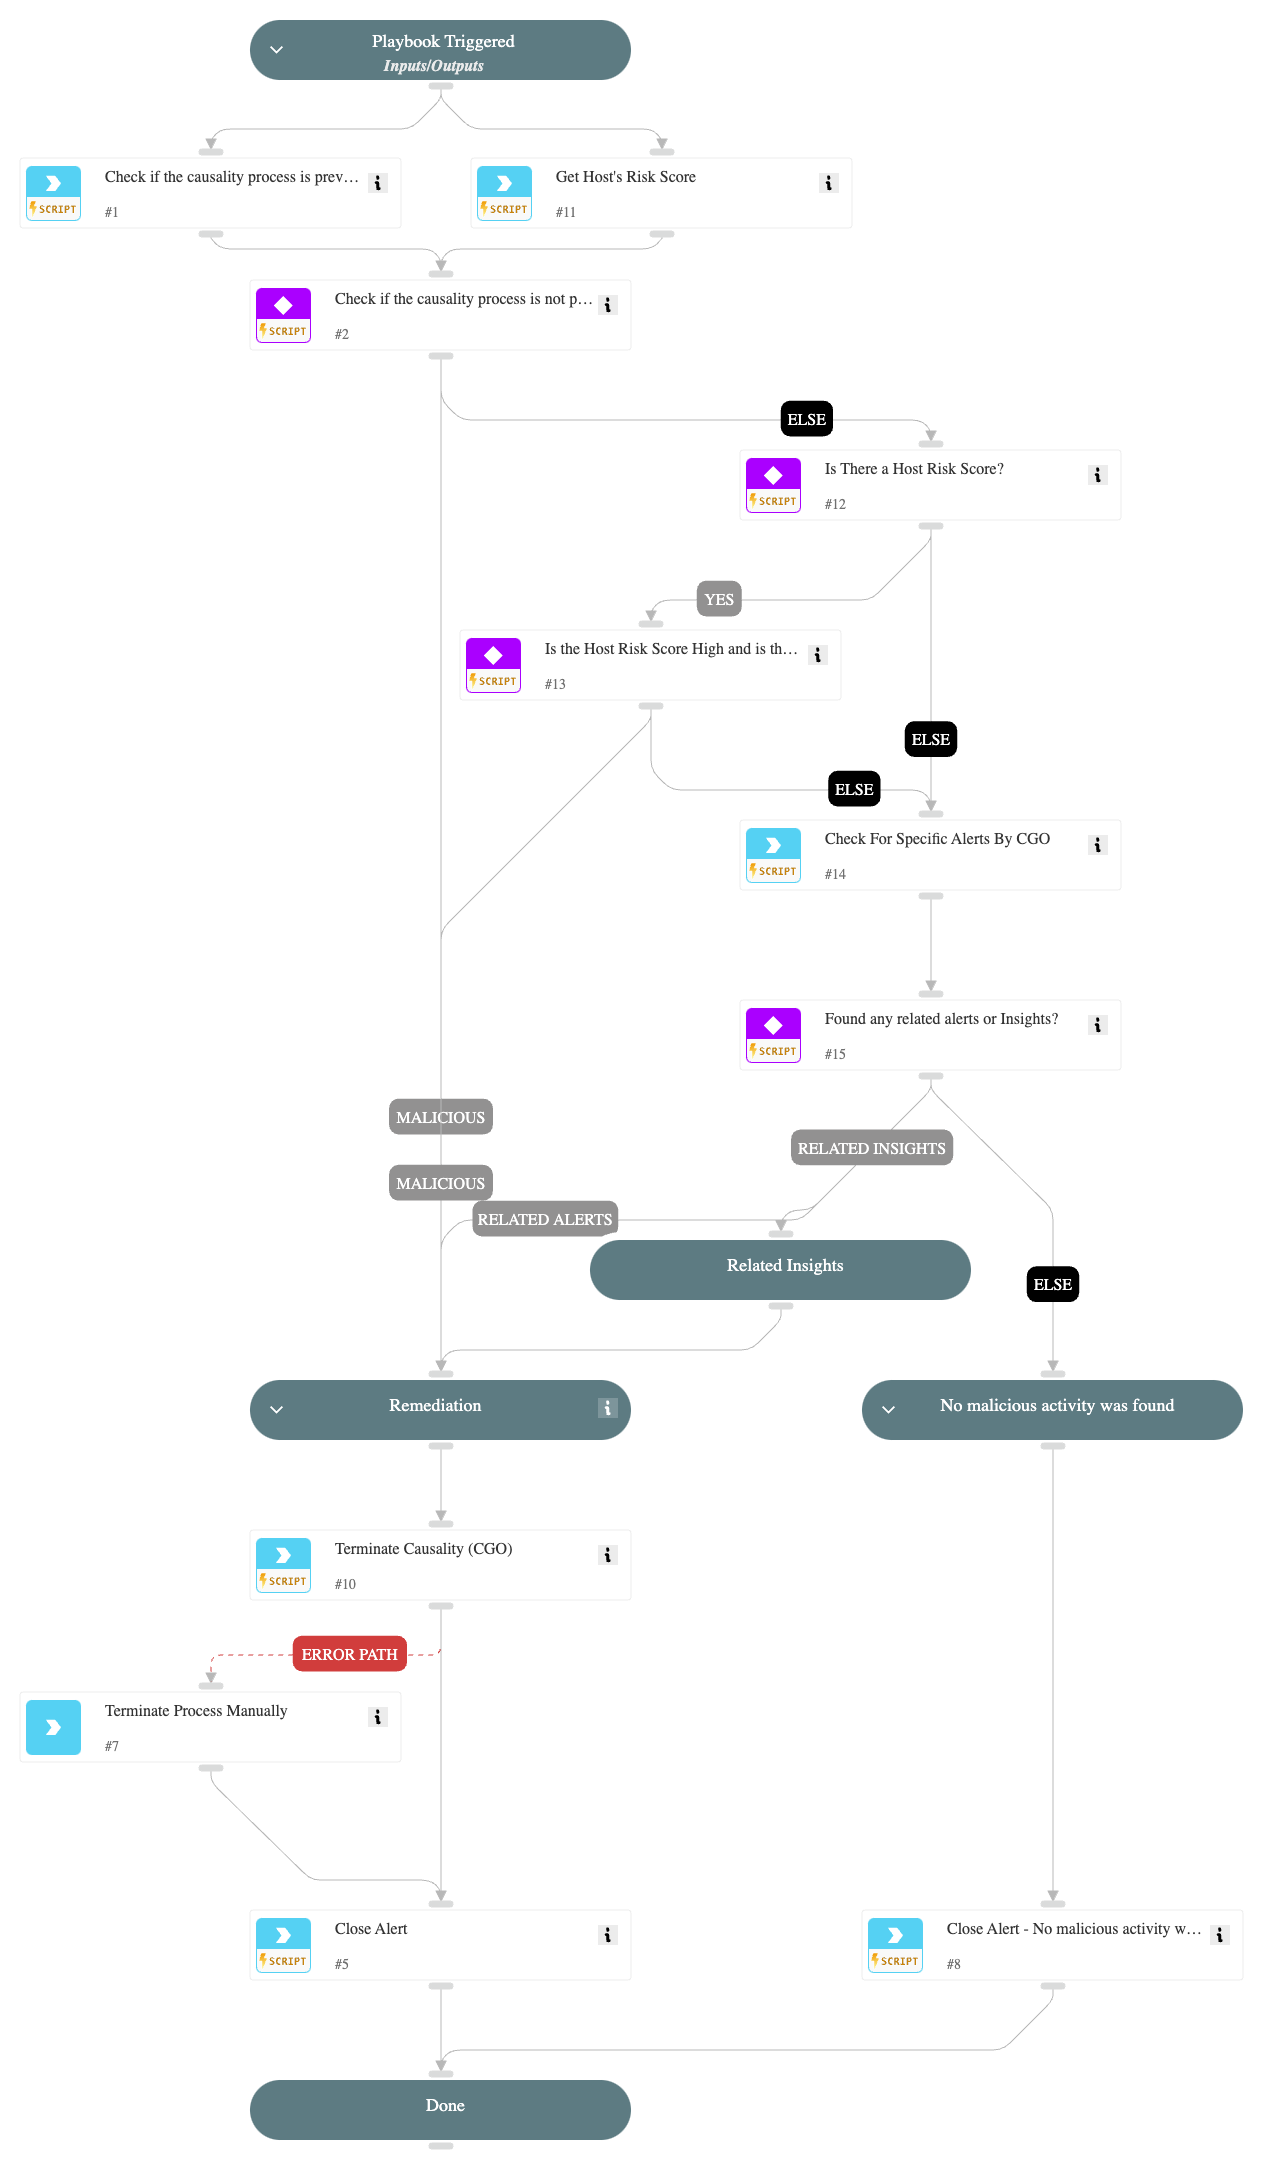 Playbook Triggered
Inputs/Outputs
Check if the causality process is prev…
SCRIPT
#1
Get Host's Risk Score
SCRIPT
#11
Check if the causality process is not p…
SCRIPT
#2
ELSE
Is There a Host Risk Score?
SCRIPT
#12
YES
Is the Host Risk Score High and is th…
SCRIPT
#13
ELSE
ELSE
Check For Specific Alerts By CGO
SCRIPT
#14
Found any related alerts or Insights?
SCRIPT
#15
MALICIOUS
RELATED INSIGHTS
MALICIOUS
RELATED ALERTS
Related Insights
ELSE
Remediation
No malicious activity was found
Terminate Causality (CGO)
SCRIPT
#10
ERROR PATH
Terminate Process Manually
#7
Close Alert
SCRIPT
#5
Close Alert - No malicious activity w…
SCRIPT
#8
Done